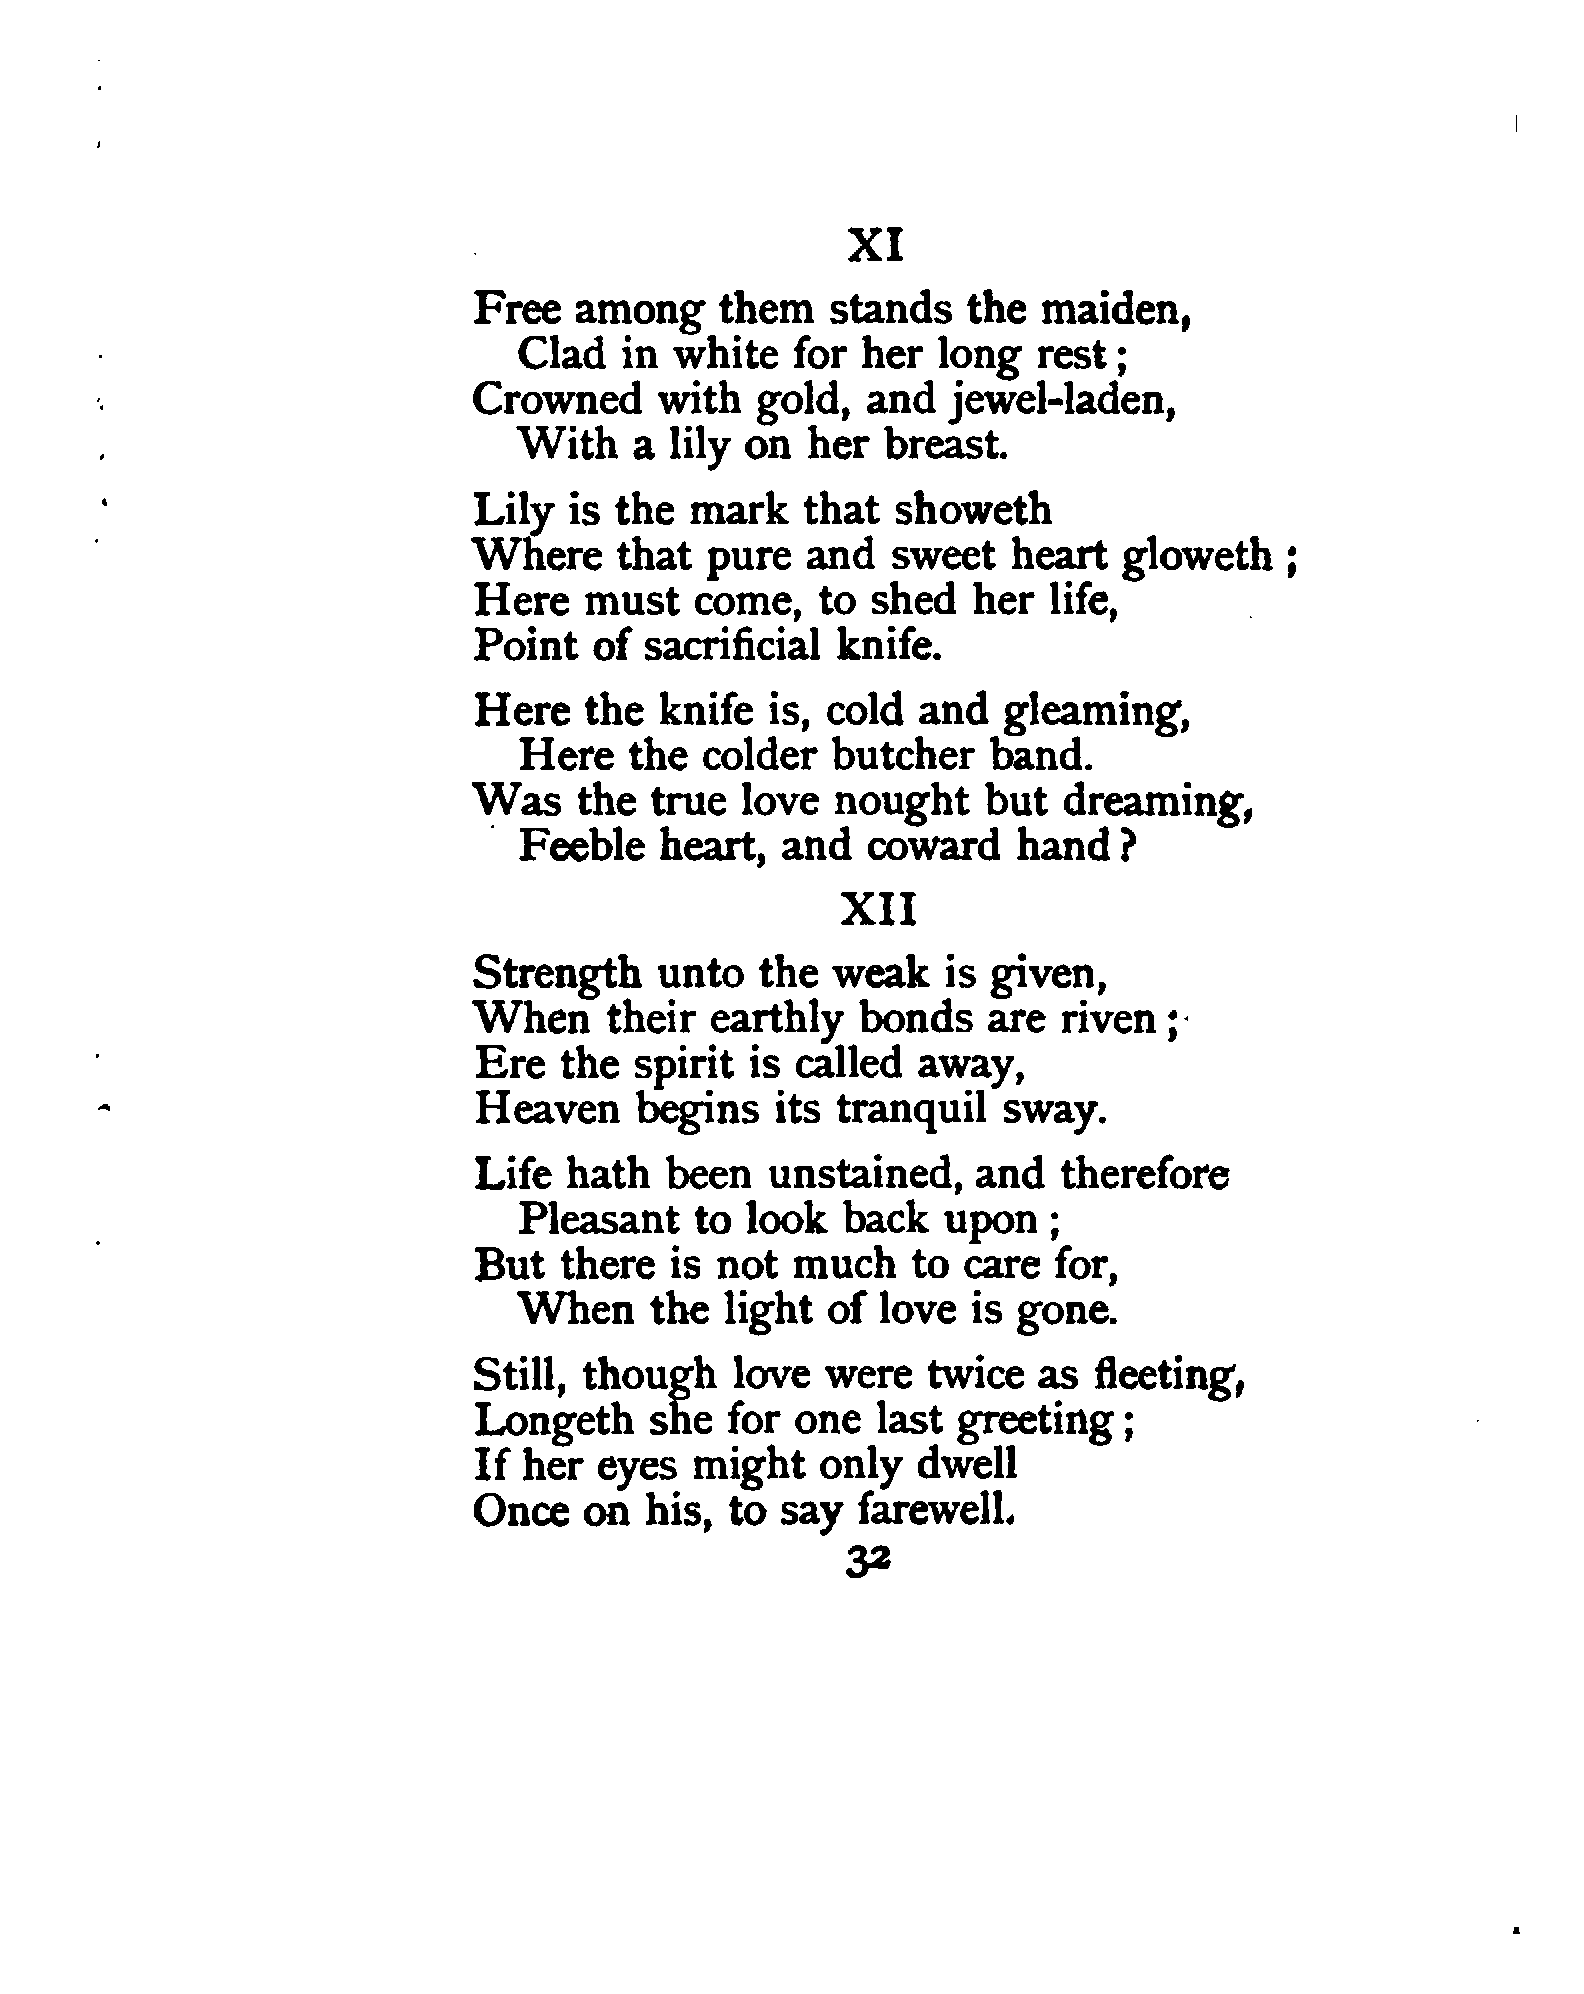 XI
Free among them stands the maiden,
Clad in white for her long rest ;
Crowned with gold, and jewel-laden,
With a lily on her breast.
Lily is the mark that showeth
Where that pure and sweet heart gloweth ;
Here must come, to shed her life,
Point of sacrificial knife.
Here the knife is, cold and gleaming,
Here the colder butcher band.
Was the true love nought but dreaming,
Feeble heart, and coward hand ?
XII
Strength unto the weak is given,
When their earthly bonds are riven ;
Ere the spirit is called away,
Heaven begins its tranquil sway.
Life hath been unstained, and therefore
Pleasant to look back upon ;
But there is not much to care for,
When the light of love is gone.
Still, though love were twice as fleeting,
Longeth she for one last greeting ;
If her eyes might only dwell
Once on his, to say farewell.
32